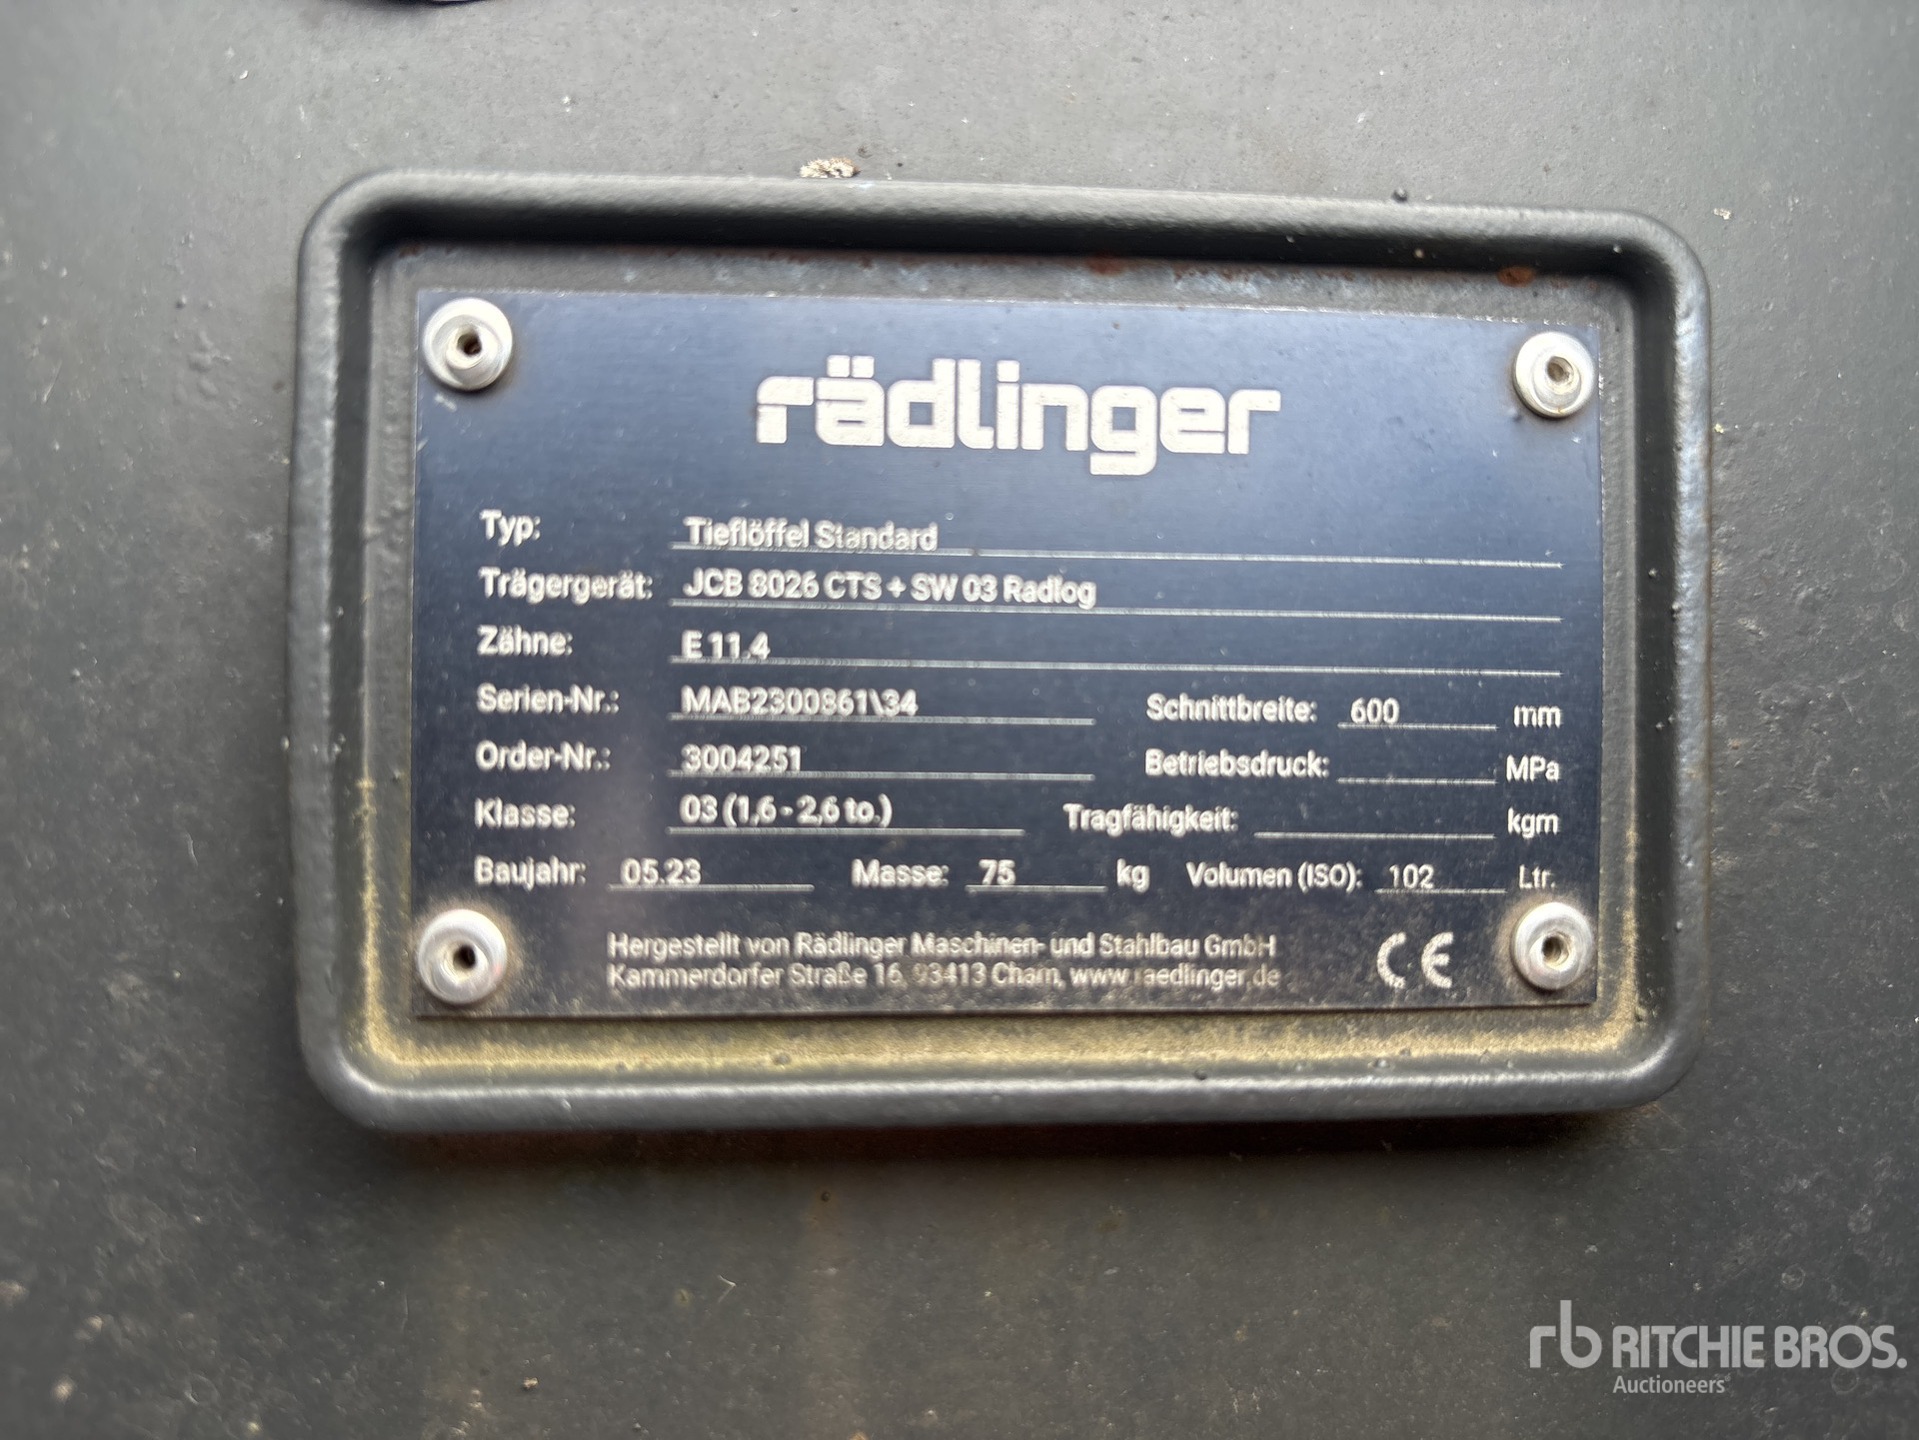 rädlinger
Typ: Tieflöffel Standard
Trägergerät: JCB 8026 CTS + SW 03 Radlog
Zähne: E 11.4
Serien-Nr.: MAB2300861\34 Schnittbreite: 600 mm
Order-Nr.: 3004251 Betriebsdruck: MPa
Klasse: 03 (1,6 - 2,6 to.) Tragfähigkeit: kgm
Baujahr: 05.23 Masse: 75 kg Volumen (ISO): 102 Ltr.
Hergestellt von Rädlinger Maschinen- und Stahlbau GmbH
Kammerdorfer Straße 16, 93413 Cham, www.raedlinger.de
CE
rb RITCHIE BROS.
Auctioneers